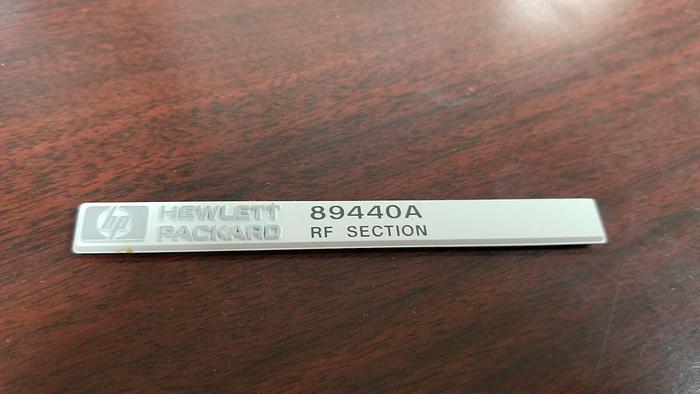 hp HEWLETT
PACKARD
89440A
RF SECTION